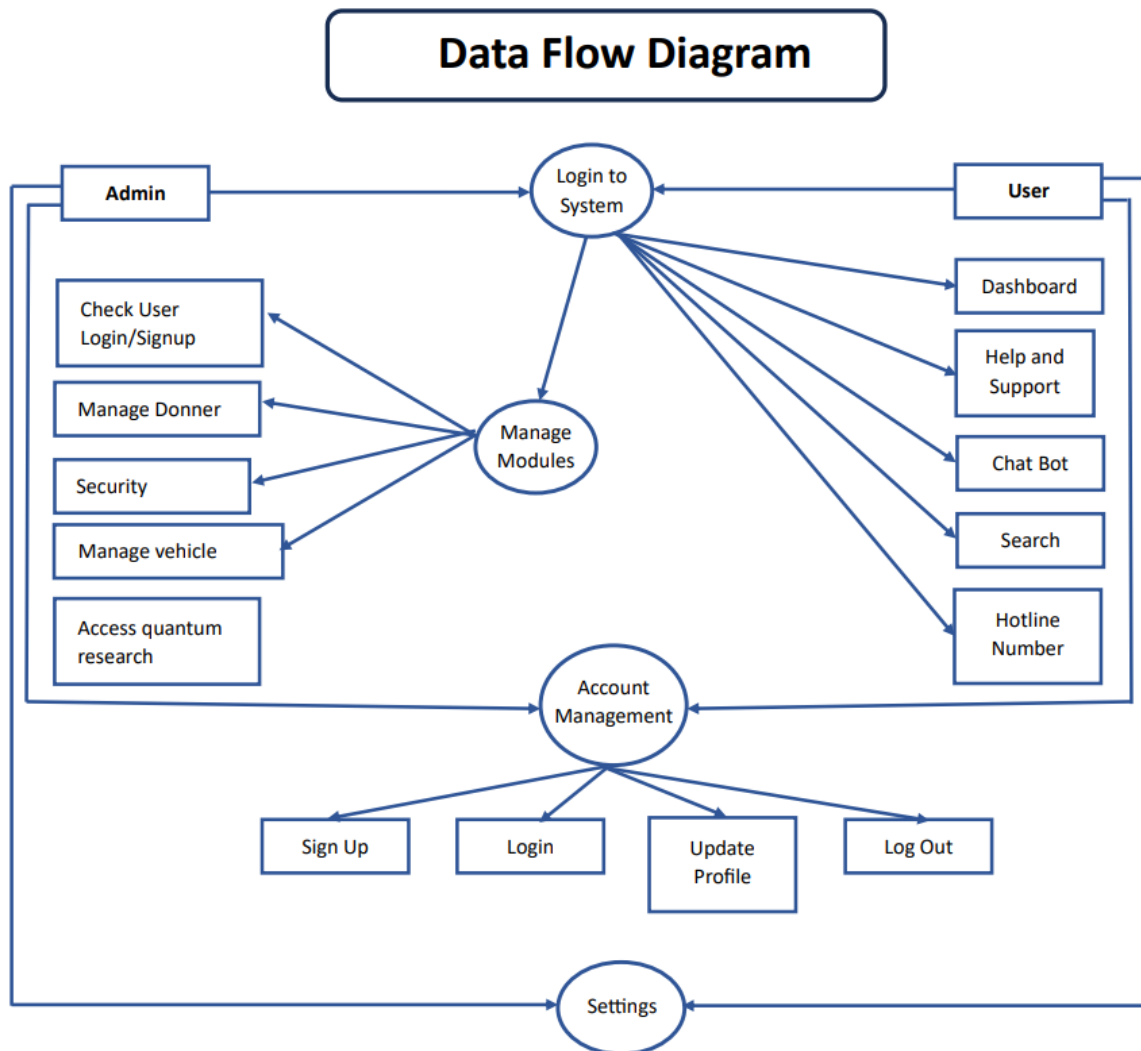 Data Flow Diagram
Admin
Login to
System
User
Check User
Login/Signup
Manage Donner
Security
Manage vehicle
Access quantum
research
Manage
Modules
Dashboard
Help and
Support
Chat Bot
Search
Hotline
Number
Account
Management
Sign Up
Login
Update
Profile
Log Out
Settings